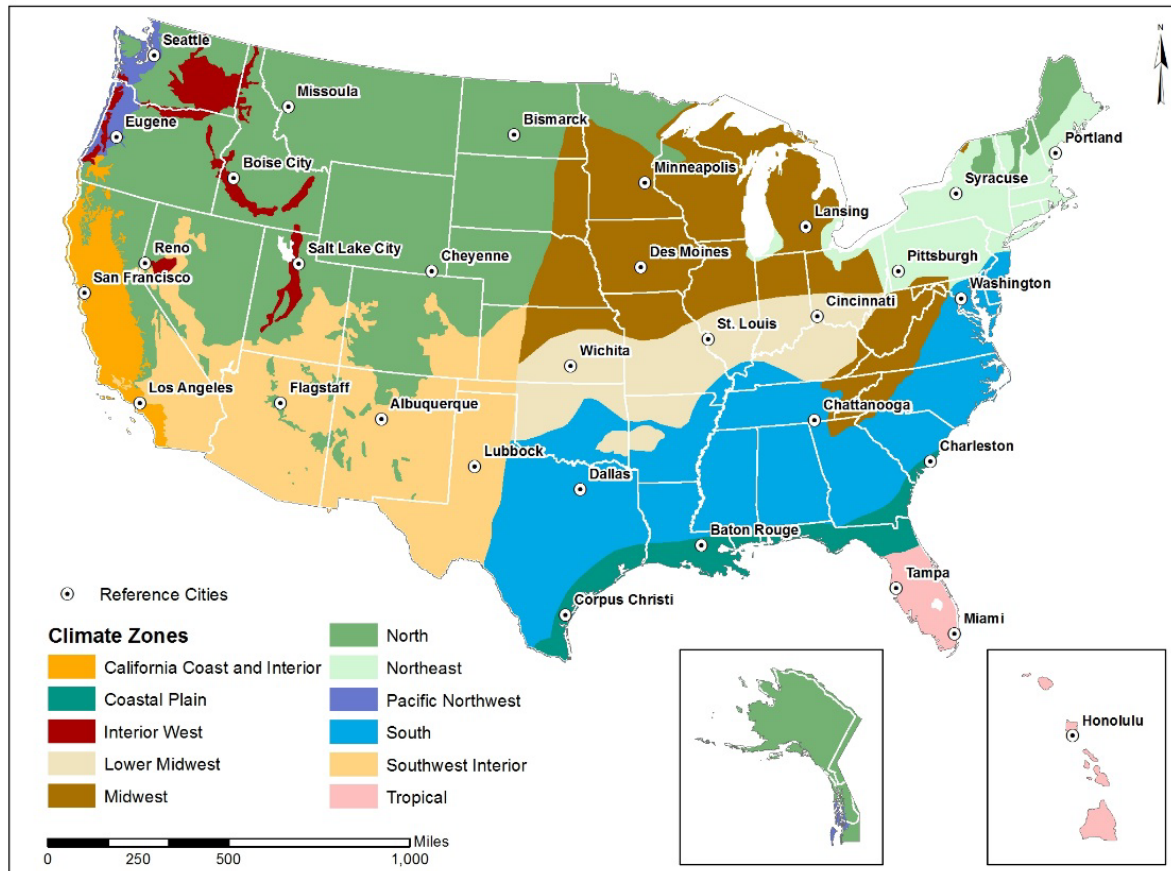 N
Seattle
Missoula
Bismarck
Portland
Eugene
Minneapolis
Boise City
Syracuse
Lansing
Reno
Salt Lake City
Des Moines
Cheyenne
Pittsburgh
San Francisco
Washington
Cincinnati
St. Louis
Wichita
Los Angeles
Flagstaff
Albuquerque
Chattanooga
Lubbock
Charleston
Dallas
Baton Rouge
Tampa
Corpus Christi
Miami
Reference Cities
Climate Zones
California Coast and Interior
Coastal Plain
Interior West
Lower Midwest
Midwest
North
Northeast
Pacific Northwest
South
Southwest Interior
Tropical
Honolulu
Miles
0 250 500 1,000